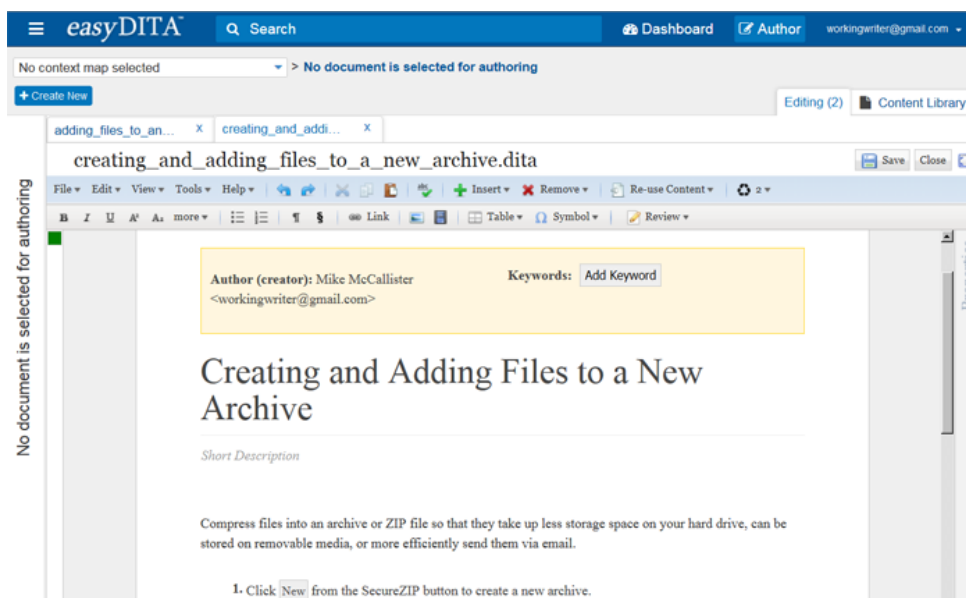 easyDITA™ Search Dashboard Author workingwriter@gmail.com
No context map selected > No document is selected for authoring
+ Create New
Editing (2) Content Library
adding_files_to_an... X creating_and_addi... X
creating_and_adding_files_to_a_new_archive.dita Save Close
File Edit View Tools Help Insert Remove Re-use Content 2
B I U A² A₂ more ¶ § Link Table Ω Symbol Review
No document is selected for authoring
Author (creator): Mike McCallister Keywords: Add Keyword
<workingwriter@gmail.com>
Creating and Adding Files to a New
Archive
Short Description
Compress files into an archive or ZIP file so that they take up less storage space on your hard drive, can be
stored on removable media, or more efficiently send them via email.
1. Click New from the SecureZIP button to create a new archive.